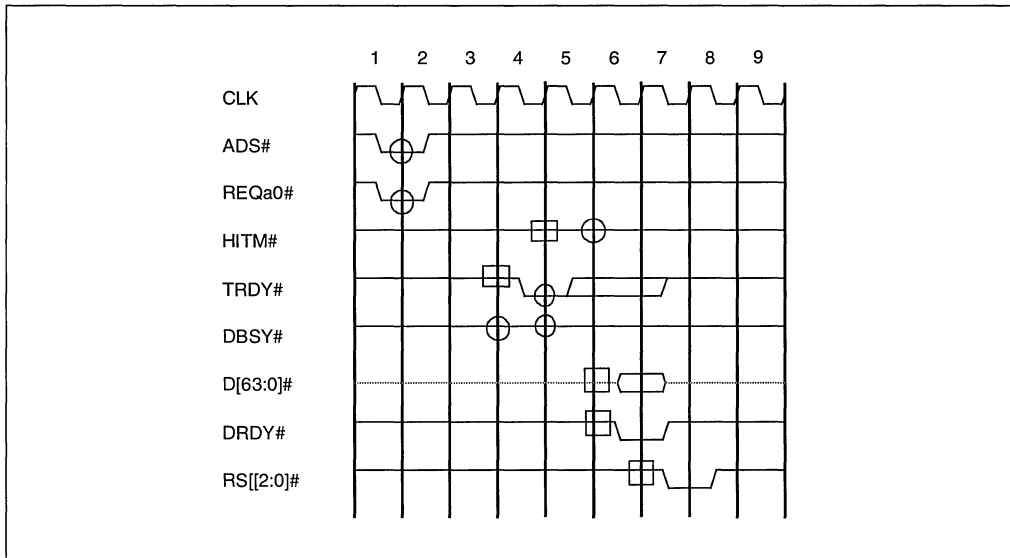 1 2 3 4 5 6 7 8 9
CLK
ADS#
REQa0#
HITM#
TRDY#
DBSY#
D[63:0]#
DRDY#
RS[[2:0]#